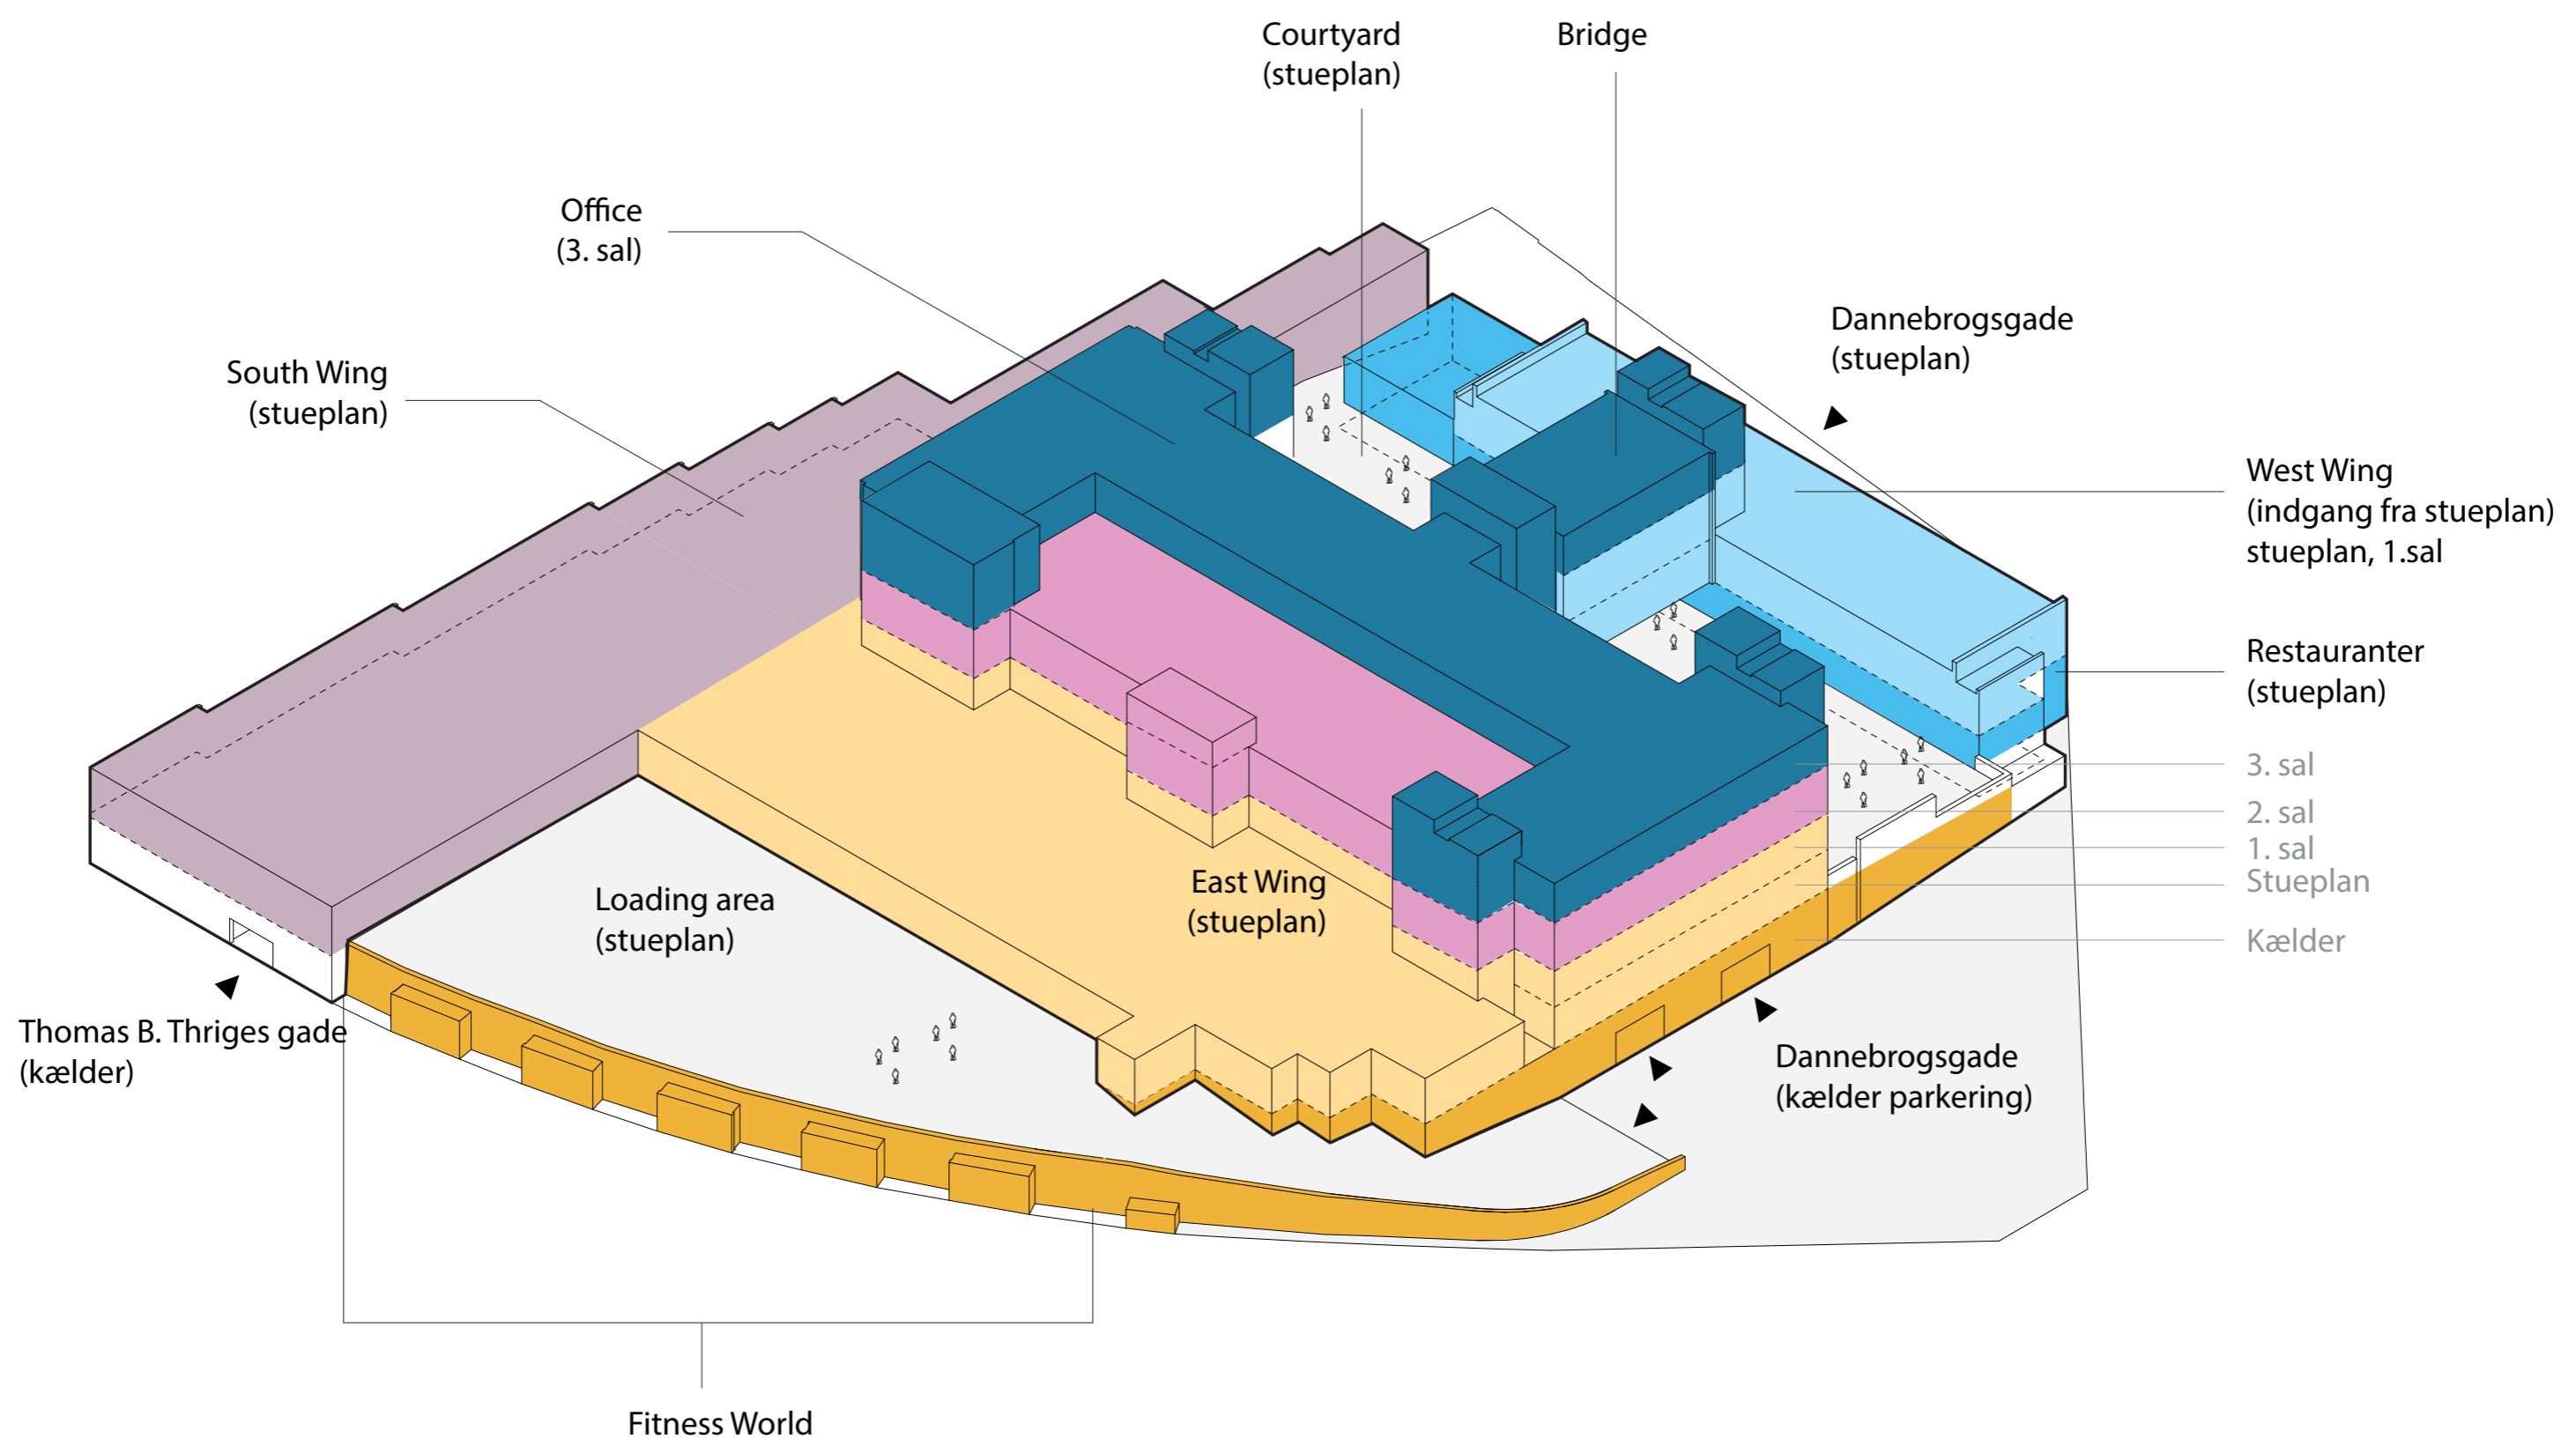 Courtyard
(stueplan)
Bridge
Office
(3. sal)
South Wing
(stueplan)
Dannebrogsgade
(stueplan)
West Wing
(indgang fra stueplan)
stueplan, 1.sal
Restauranter
(stueplan)
3. sal
2. sal
1. sal
Stueplan
Kælder
East Wing
(stueplan)
Loading area
(stueplan)
Thomas B. Thriges gade
(kælder)
Dannebrogsgade
(kælder parkering)
Fitness World